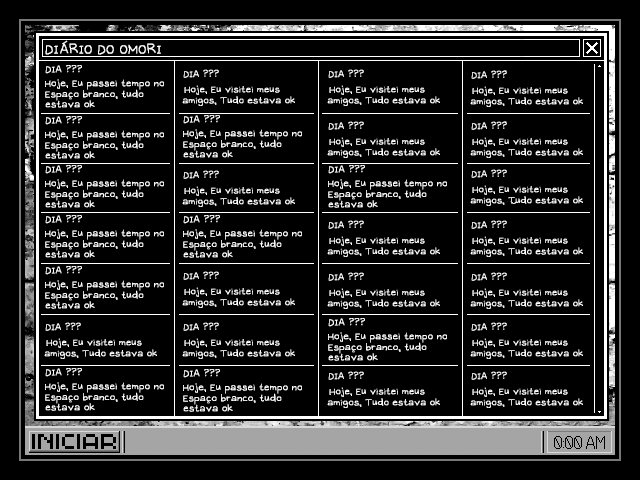 DIÁRIO DO OMORI
DIA ???
Hoje, Eu passei tempo no
Espaço branco, tudo
estava ok
DIA ???
Hoje, Eu passei tempo no
Espaço branco, tudo
estava ok
DIA ???
Hoje, Eu passei tempo no
Espaço branco, tudo
estava ok
DIA ???
Hoje, Eu passei tempo no
Espaço branco, tudo
estava ok
DIA ???
Hoje, Eu passei tempo no
Espaço branco, tudo
estava ok
DIA ???
Hoje, Eu visitei meus
amigos, Tudo estava ok
DIA ???
Hoje, Eu passei tempo no
Espaço branco, tudo
estava ok
DIA ???
Hoje, Eu visitei meus
amigos, Tudo estava ok
DIA ???
Hoje, Eu passei tempo no
Espaço branco, tudo
estava ok
DIA ???
Hoje, Eu visitei meus
amigos, Tudo estava ok
DIA ???
Hoje, Eu passei tempo no
Espaço branco, tudo
estava ok
DIA ???
Hoje, Eu visitei meus
amigos, Tudo estava ok
DIA ???
Hoje, Eu visitei meus
amigos, Tudo estava ok
DIA ???
Hoje, Eu passei tempo no
Espaço branco, tudo
estava ok
DIA ???
Hoje, Eu visitei meus
amigos, Tudo estava ok
DIA ???
Hoje, Eu visitei meus
amigos, Tudo estava ok
DIA ???
Hoje, Eu passei tempo no
Espaço branco, tudo
estava ok
DIA ???
Hoje, Eu visitei meus
amigos, Tudo estava ok
DIA ???
Hoje, Eu visitei meus
amigos, Tudo estava ok
DIA ???
Hoje, Eu passei tempo no
Espaço branco, tudo
estava ok
DIA ???
Hoje, Eu visitei meus
amigos, Tudo estava ok
DIA ???
Hoje, Eu visitei meus
amigos, Tudo estava ok
DIA ???
Hoje, Eu visitei meus
amigos, Tudo estava ok
DIA ???
Hoje, Eu visitei meus
amigos, Tudo estava ok
DIA ???
Hoje, Eu visitei meus
amigos, Tudo estava ok
DIA ???
Hoje, Eu visitei meus
amigos, Tudo estava ok
DIA ???
Hoje, Eu visitei meus
amigos, Tudo estava ok
DIA ???
Hoje, Eu visitei meus
amigos, Tudo estava ok
INICIAR
0:00 AM